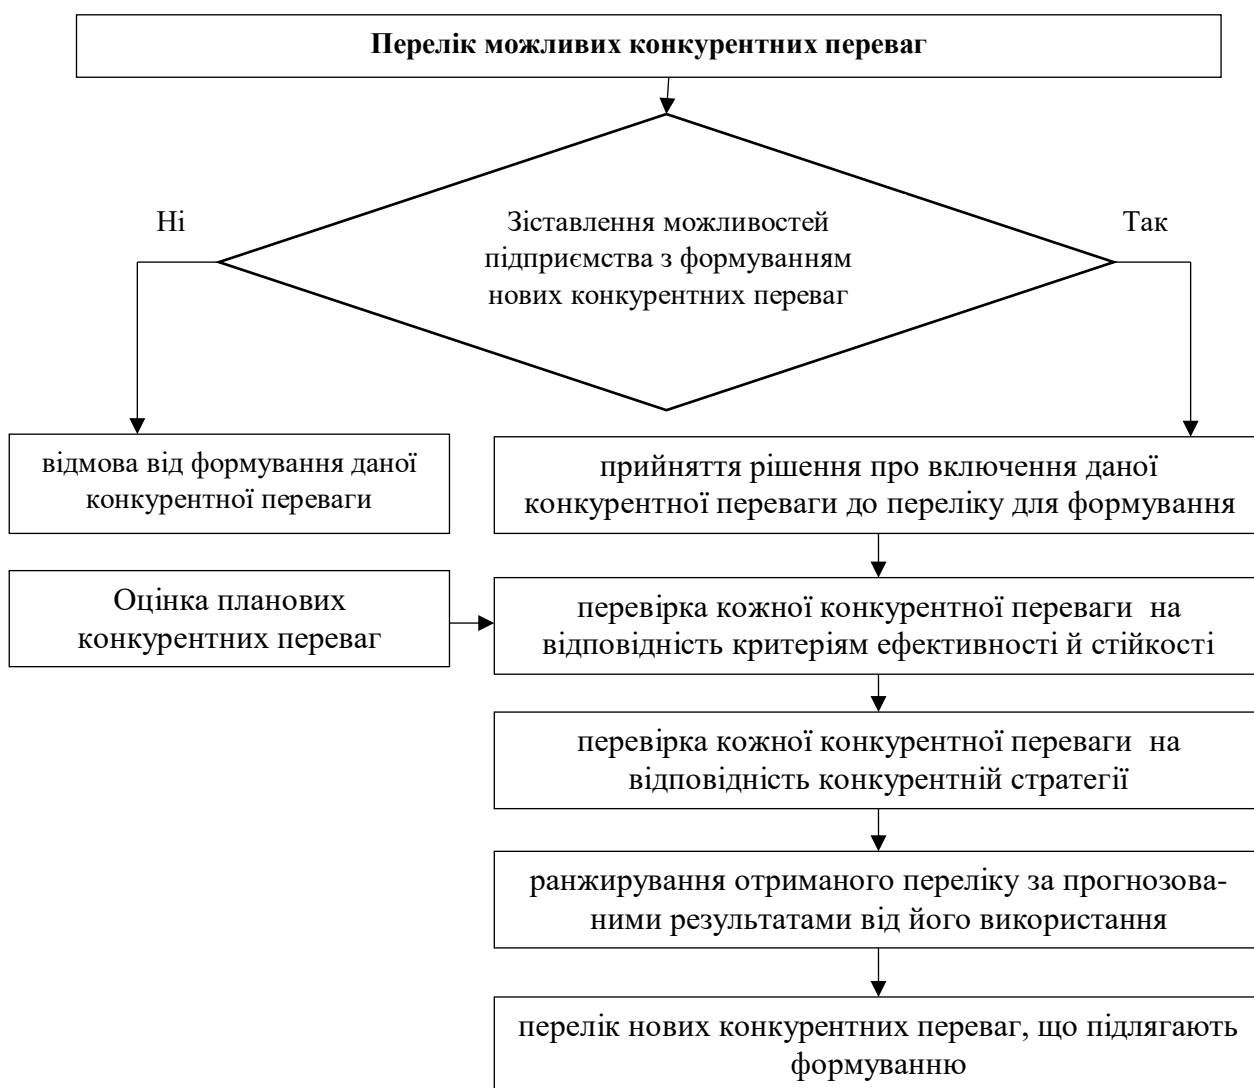 Перелік можливих конкурентних переваг
Ні
Зіставлення можливостей
підприємства з формуванням
нових конкурентних переваг
Так
відмова від формування даної
конкурентної переваги
прийняття рішення про включення даної
конкурентної переваги до переліку для формування
Оцінка планових
конкурентних переваг
перевірка кожної конкурентної переваги на
відповідність критеріям ефективності й стійкості
перевірка кожної конкурентної переваги на
відповідність конкурентній стратегії
ранжирування отриманого переліку за прогнозова-
ними результатами від його використання
перелік нових конкурентних переваг, що підлягають
формуванню